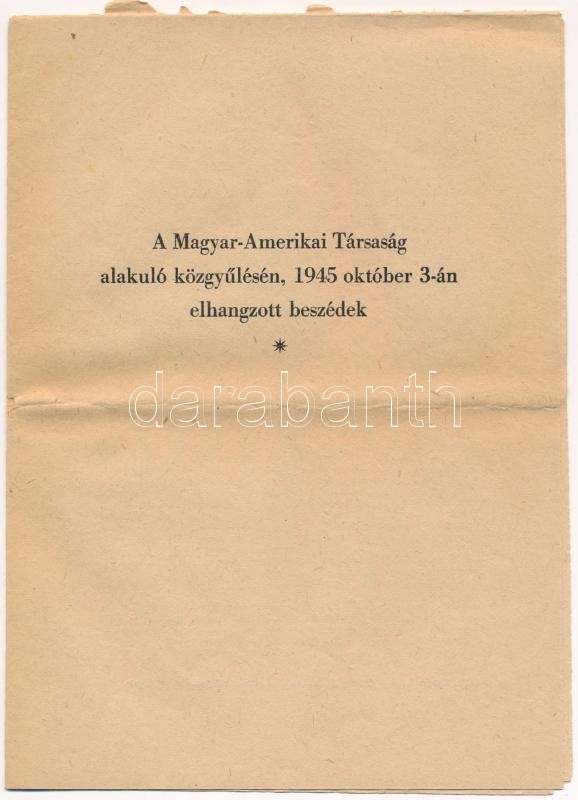 A Magyar-Amerikai Társaság
alakuló közgyűlésén, 1945 október 3-án
elhangzott beszédek
*
darabanth